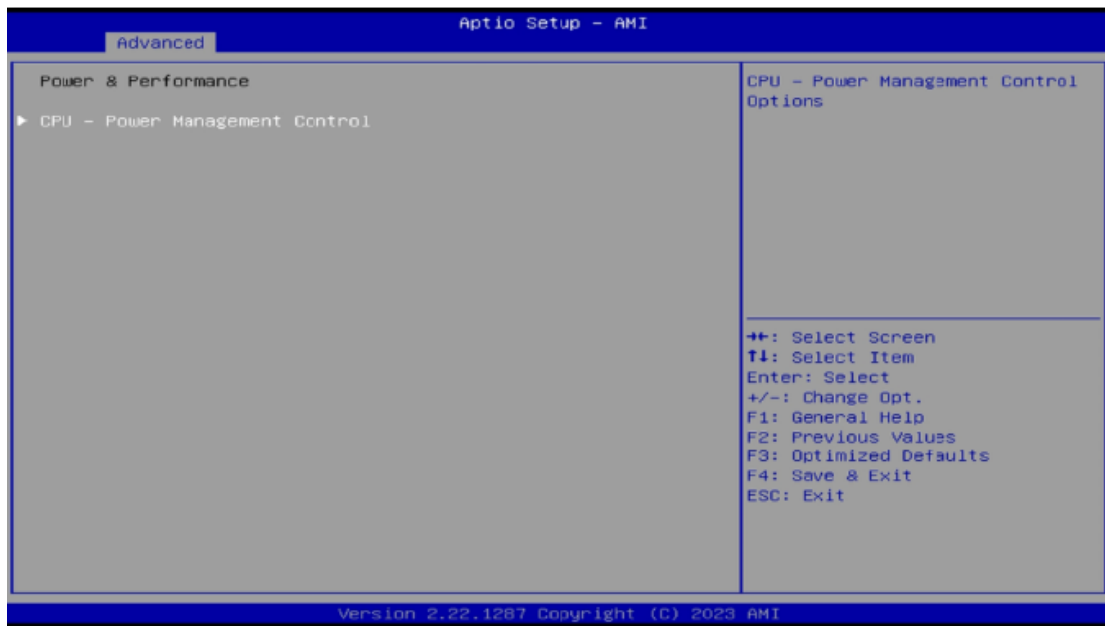 Aptio Setup - AMI
Advanced
Power & Performance
► CPU - Power Management Control
CPU - Power Management Control
Options
→←: Select Screen
↑↓: Select Item
Enter: Select
+/-: Change Opt.
F1: General Help
F2: Previous Values
F3: Optimized Defaults
F4: Save & Exit
ESC: Exit
Version 2.22.1287 Copyright (C) 2023 AMI